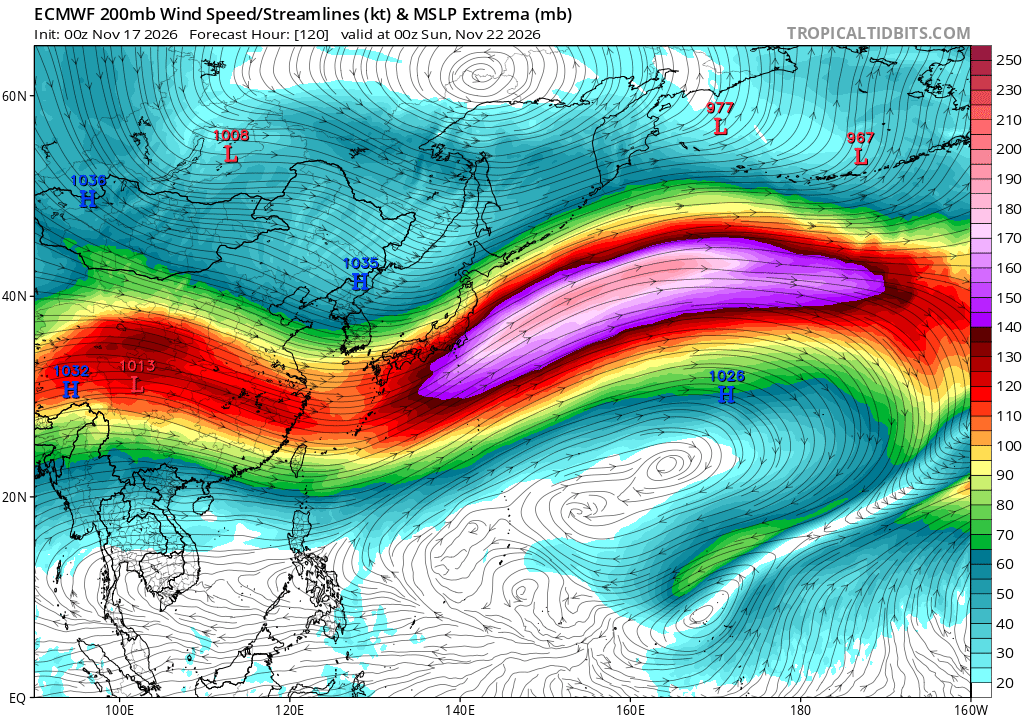 ECMWF 200mb Wind Speed/Streamlines (kt) & MSLP Extrema (mb)
Init: 00z Nov 17 2026 Forecast Hour: [120] valid at 00z Sun, Nov 22 2026
TROPICALTIDBITS.COM
250
230
210
200
190
180
170
160
150
140
130
120
110
100
90
80
70
60
50
40
30
20
60N
40N
20N
EQ
977
L
1008
L
967
L
1036
H
1035
H
1013
L
1032
H
1026
H
100E
120E
140E
160E
180E
160W